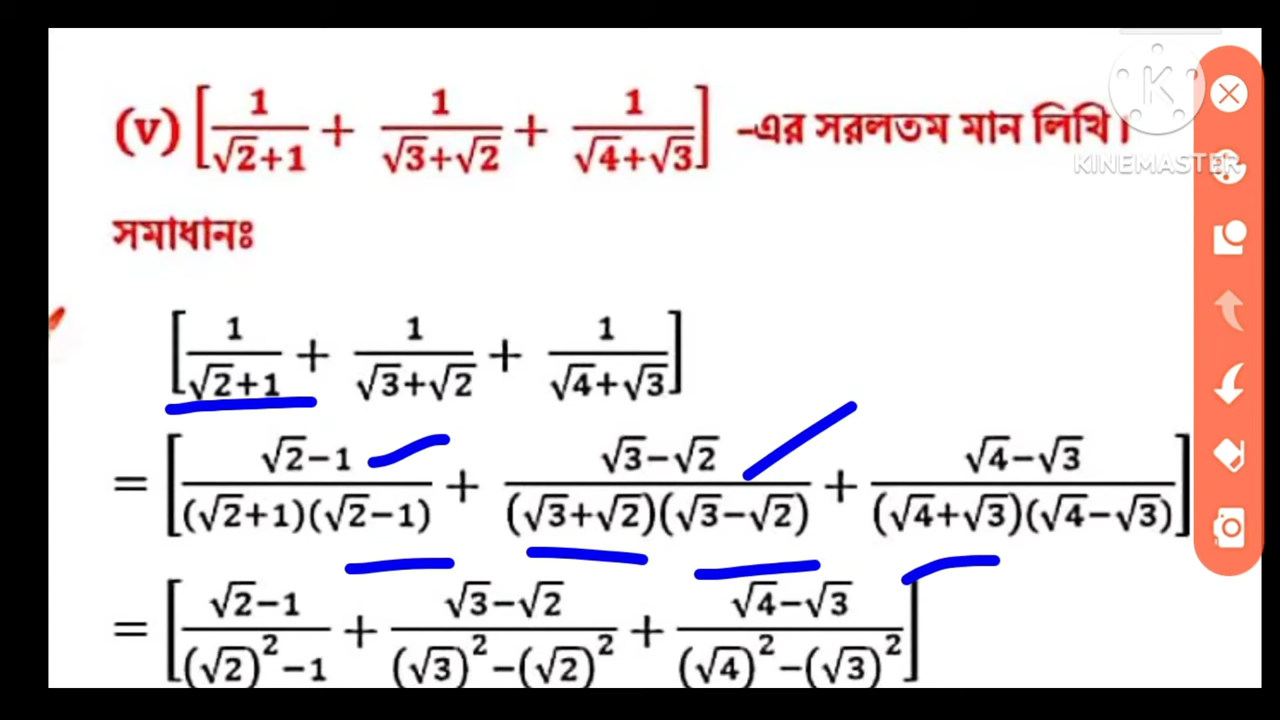 (v) [1/(√2+1) + 1/(√3+√2) + 1/(√4+√3)] -এর সরলতম মান লিখি।
KINEMASTER
সমাধানঃ
[1/(√2+1) + 1/(√3+√2) + 1/(√4+√3)]
= [(√2−1)/((√2+1)(√2−1)) + (√3−√2)/((√3+√2)(√3−√2)) + (√4−√3)/((√4+√3)(√4−√3))]
= [(√2−1)/((√2)²−1) + (√3−√2)/((√3)²−(√2)²) + (√4−√3)/((√4)²−(√3)²)]